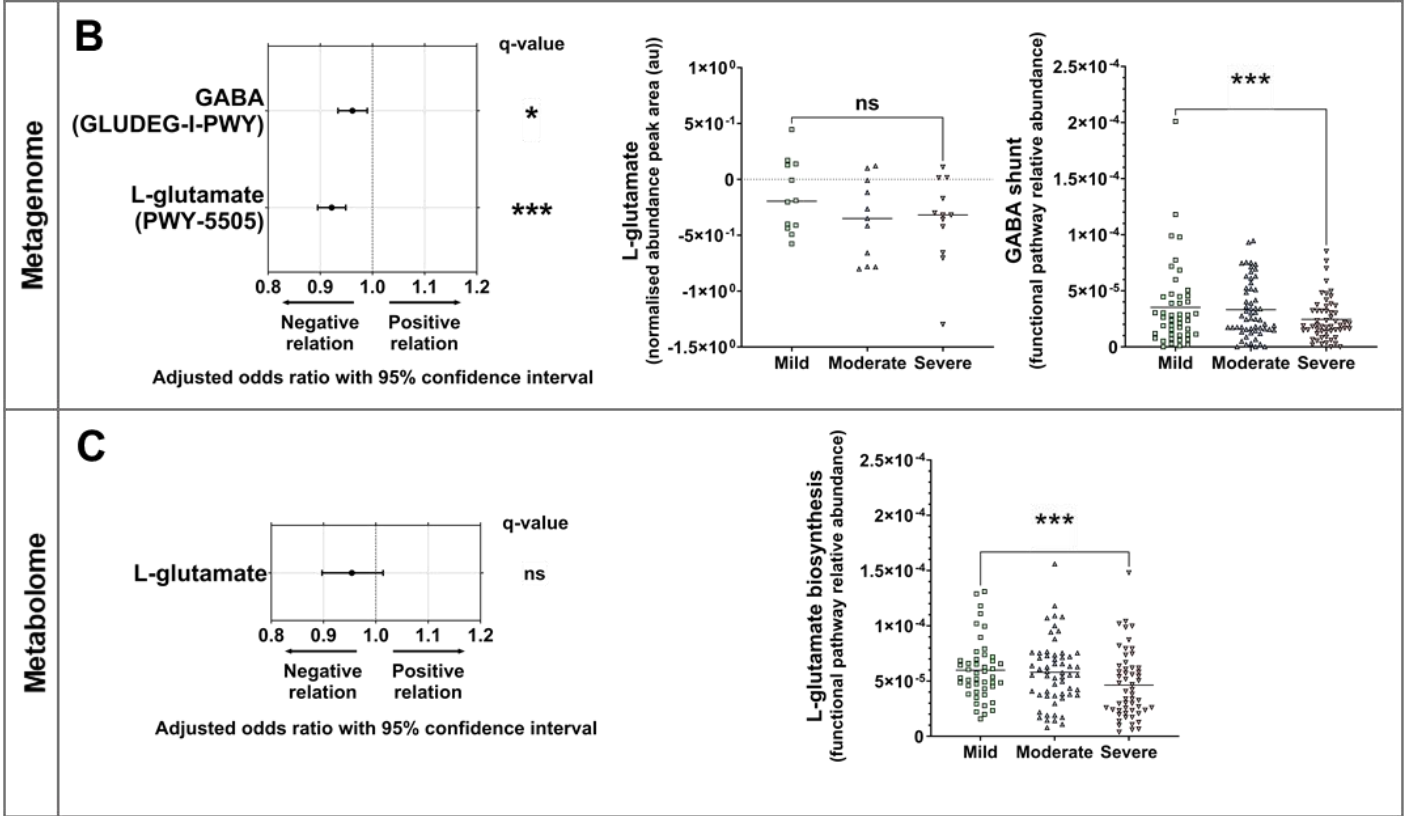 Metagenome
B
q-value
GABA
(GLUDEG-I-PWY)
*
L-glutamate
(PWY-5505)
***
0.8 0.9 1.0 1.1 1.2
Negative
relation
Positive
relation
Adjusted odds ratio with 95% confidence interval
L-glutamate
(normalised abundance peak area (au))
1×10⁰
5×10⁻¹
0
-5×10⁻¹
-1×10⁰
-1.5×10⁰
ns
Mild Moderate Severe
GABA shunt
(functional pathway relative abundance)
2.5×10⁻⁴
2×10⁻⁴
1.5×10⁻⁴
1×10⁻⁴
5×10⁻⁵
0
***
Mild Moderate Severe
Metabolome
C
q-value
L-glutamate
ns
0.8 0.9 1.0 1.1 1.2
Negative
relation
Positive
relation
Adjusted odds ratio with 95% confidence interval
L-glutamate biosynthesis
(functional pathway relative abundance)
2.5×10⁻⁴
2×10⁻⁴
1.5×10⁻⁴
1×10⁻⁴
5×10⁻⁵
0
***
Mild Moderate Severe